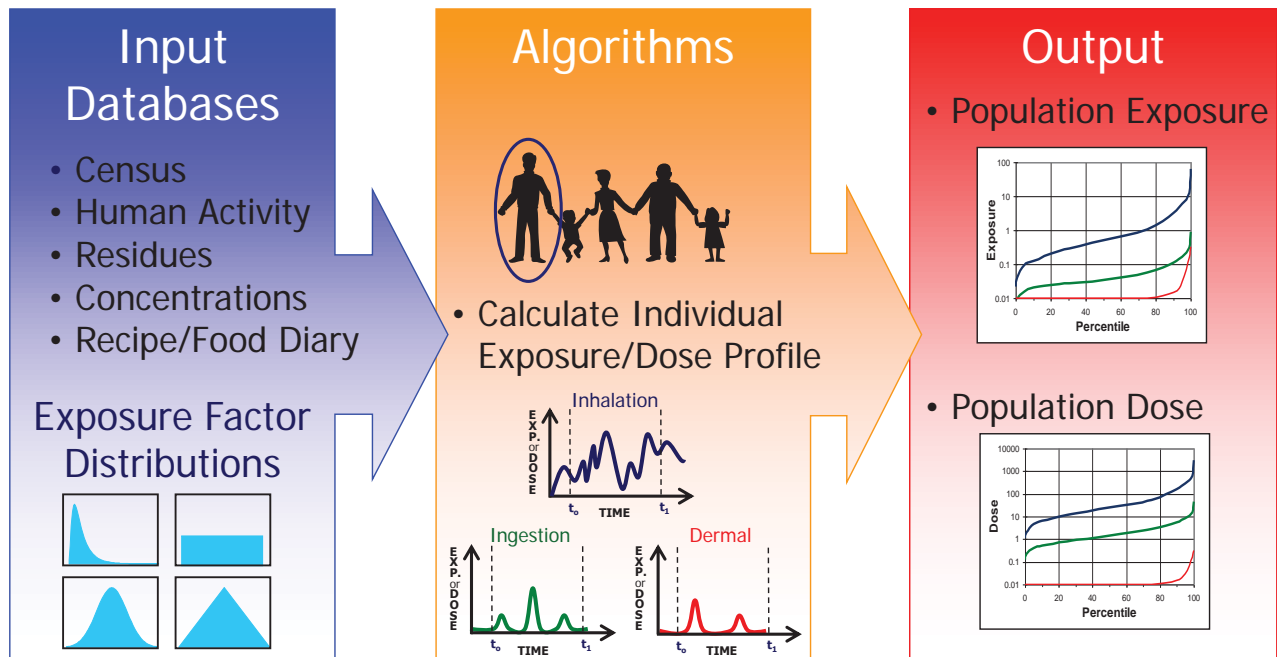 Input
Databases
• Census
• Human Activity
• Residues
• Concentrations
• Recipe/Food Diary
Exposure Factor
Distributions
Algorithms
• Calculate Individual
Exposure/Dose Profile
Inhalation
EXP. or DOSE
to TIME t1
Ingestion
EXP. or DOSE
to TIME t1
Dermal
EXP. or DOSE
to TIME t1
Output
• Population Exposure
Exposure
100
10
1
0.1
0.01
0 20 40 60 80 100
Percentile
• Population Dose
Dose
10000
1000
100
10
1
0.1
0.01
0 20 40 60 80 100
Percentile